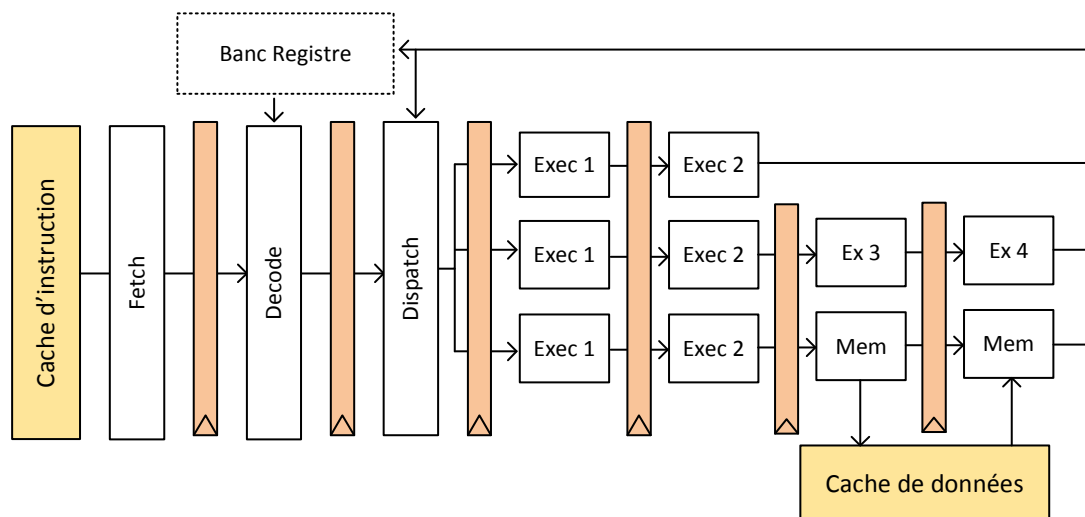 Banc Registre
Cache d'instruction
Fetch
Decode
Dispatch
Exec 1
Exec 2
Exec 1
Exec 2
Ex 3
Ex 4
Exec 1
Exec 2
Mem
Mem
Cache de données